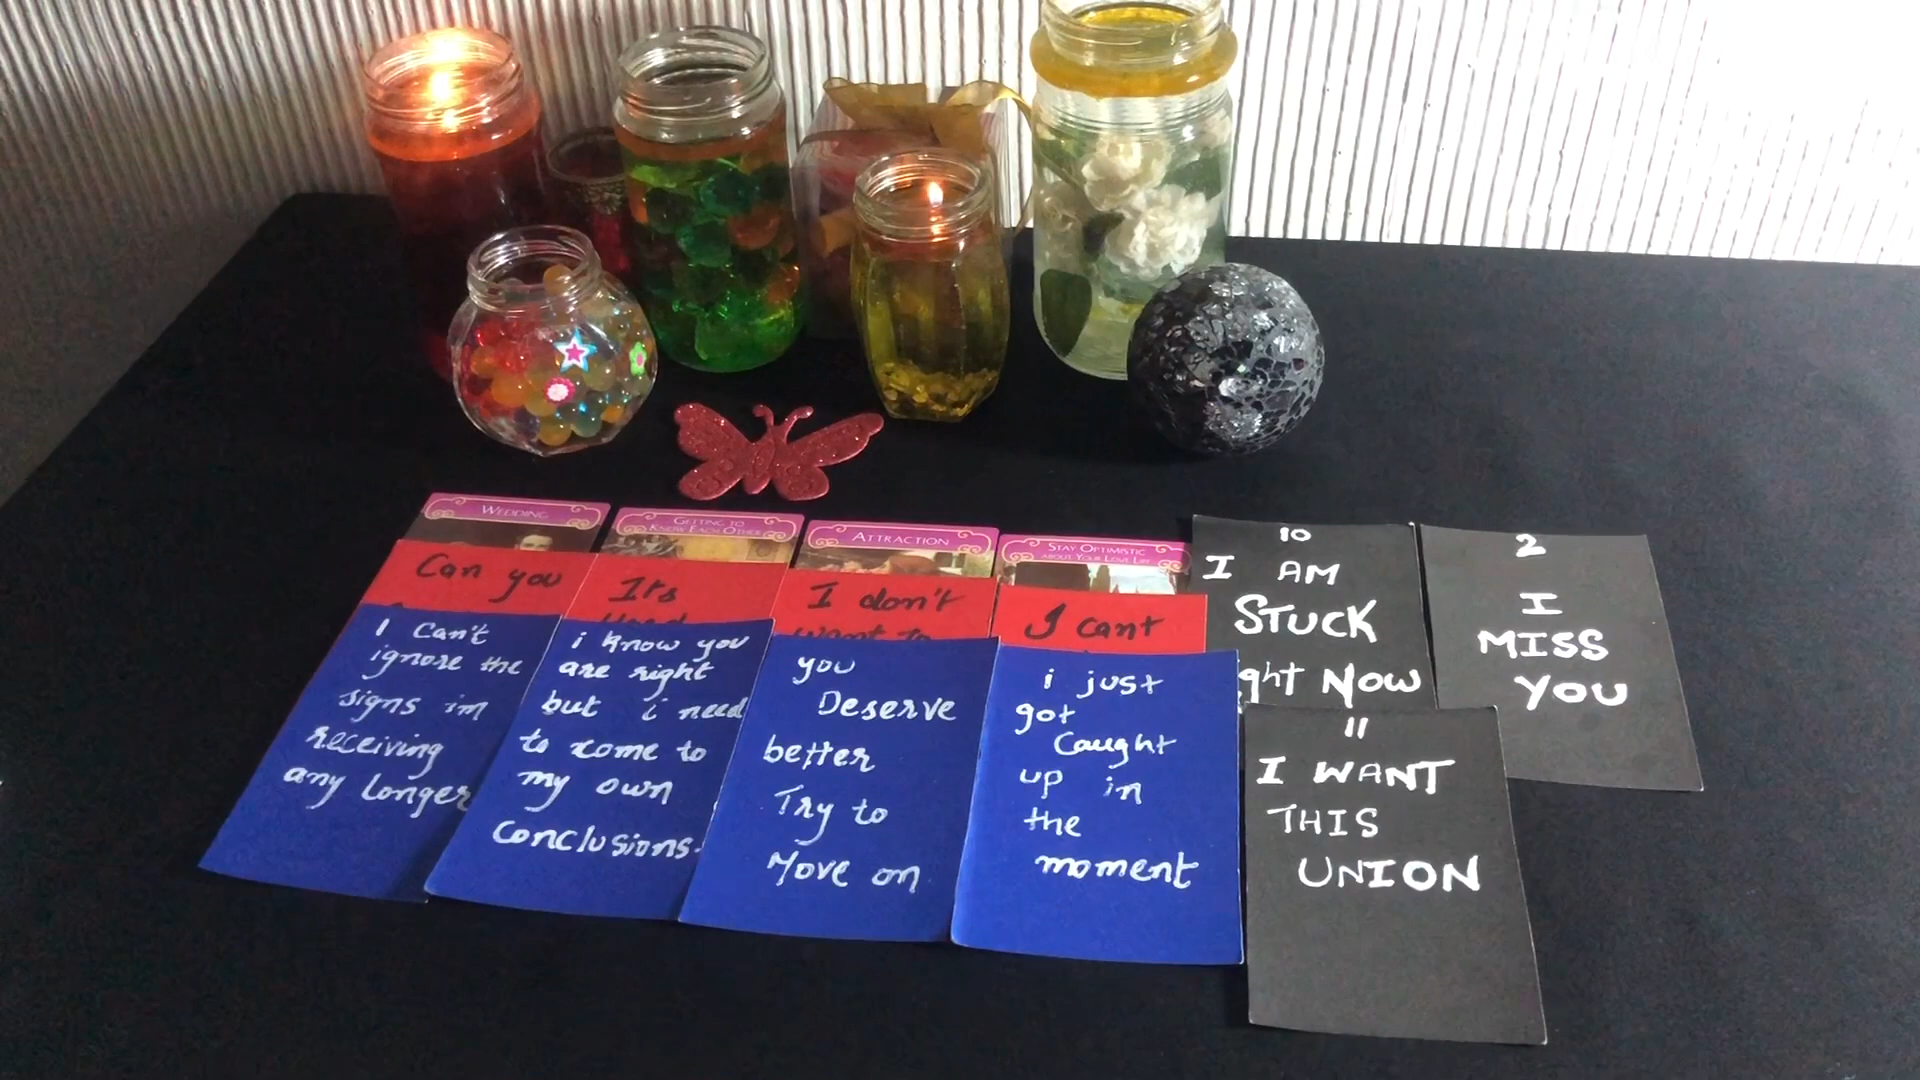 WEDDING
GETTING TO
KNOW EACH OTHER
ATTRACTION
STAY OPTIMISTIC
ABOUT YOUR LOVE LIFE
Can you
It's
I don't
want to
I cant
I Can't
ignore the
signs im
receiving
any longer
i know you
are right
but i need
to come to
my own
conclusions.
you
Deserve
better
Try to
Move on
i just
got
Caught
up in
the
moment
10
I AM
STUCK
ght NOW
2
I
MISS
YOU
11
I WANT
THIS
UNION